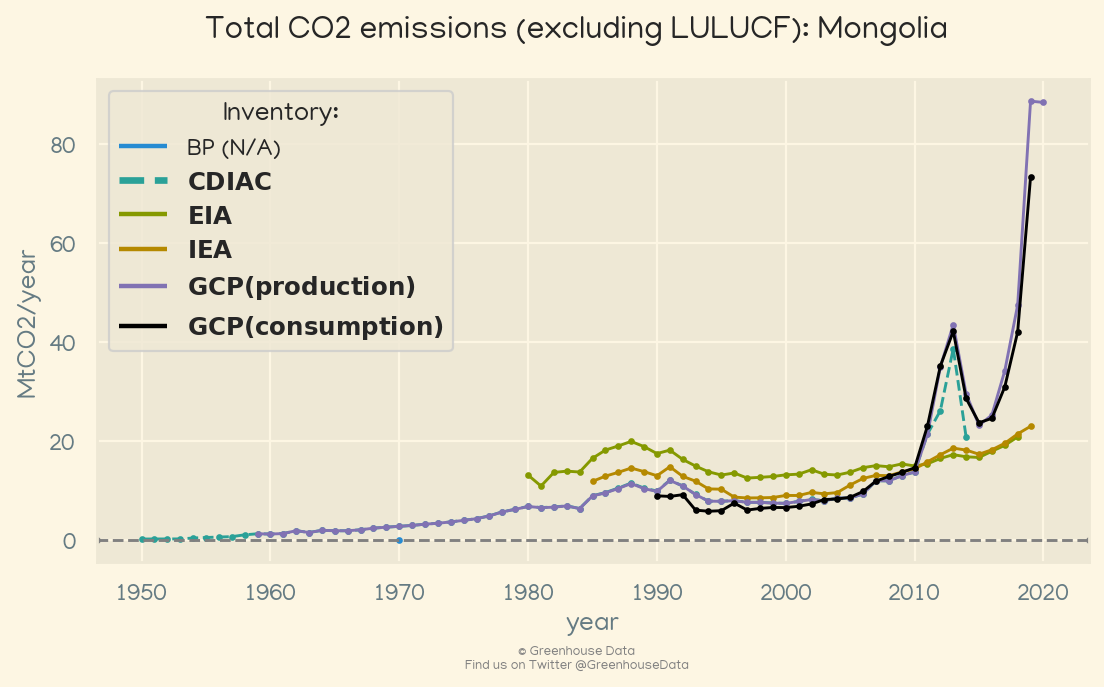 Total CO2 emissions (excluding LULUCF): Mongolia
Inventory:
BP (N/A)
CDIAC
EIA
IEA
GCP(production)
GCP(consumption)
MtCO2/year
80
60
40
20
0
1950 1960 1970 1980 1990 2000 2010 2020
year
© Greenhouse Data
Find us on Twitter @GreenhouseData